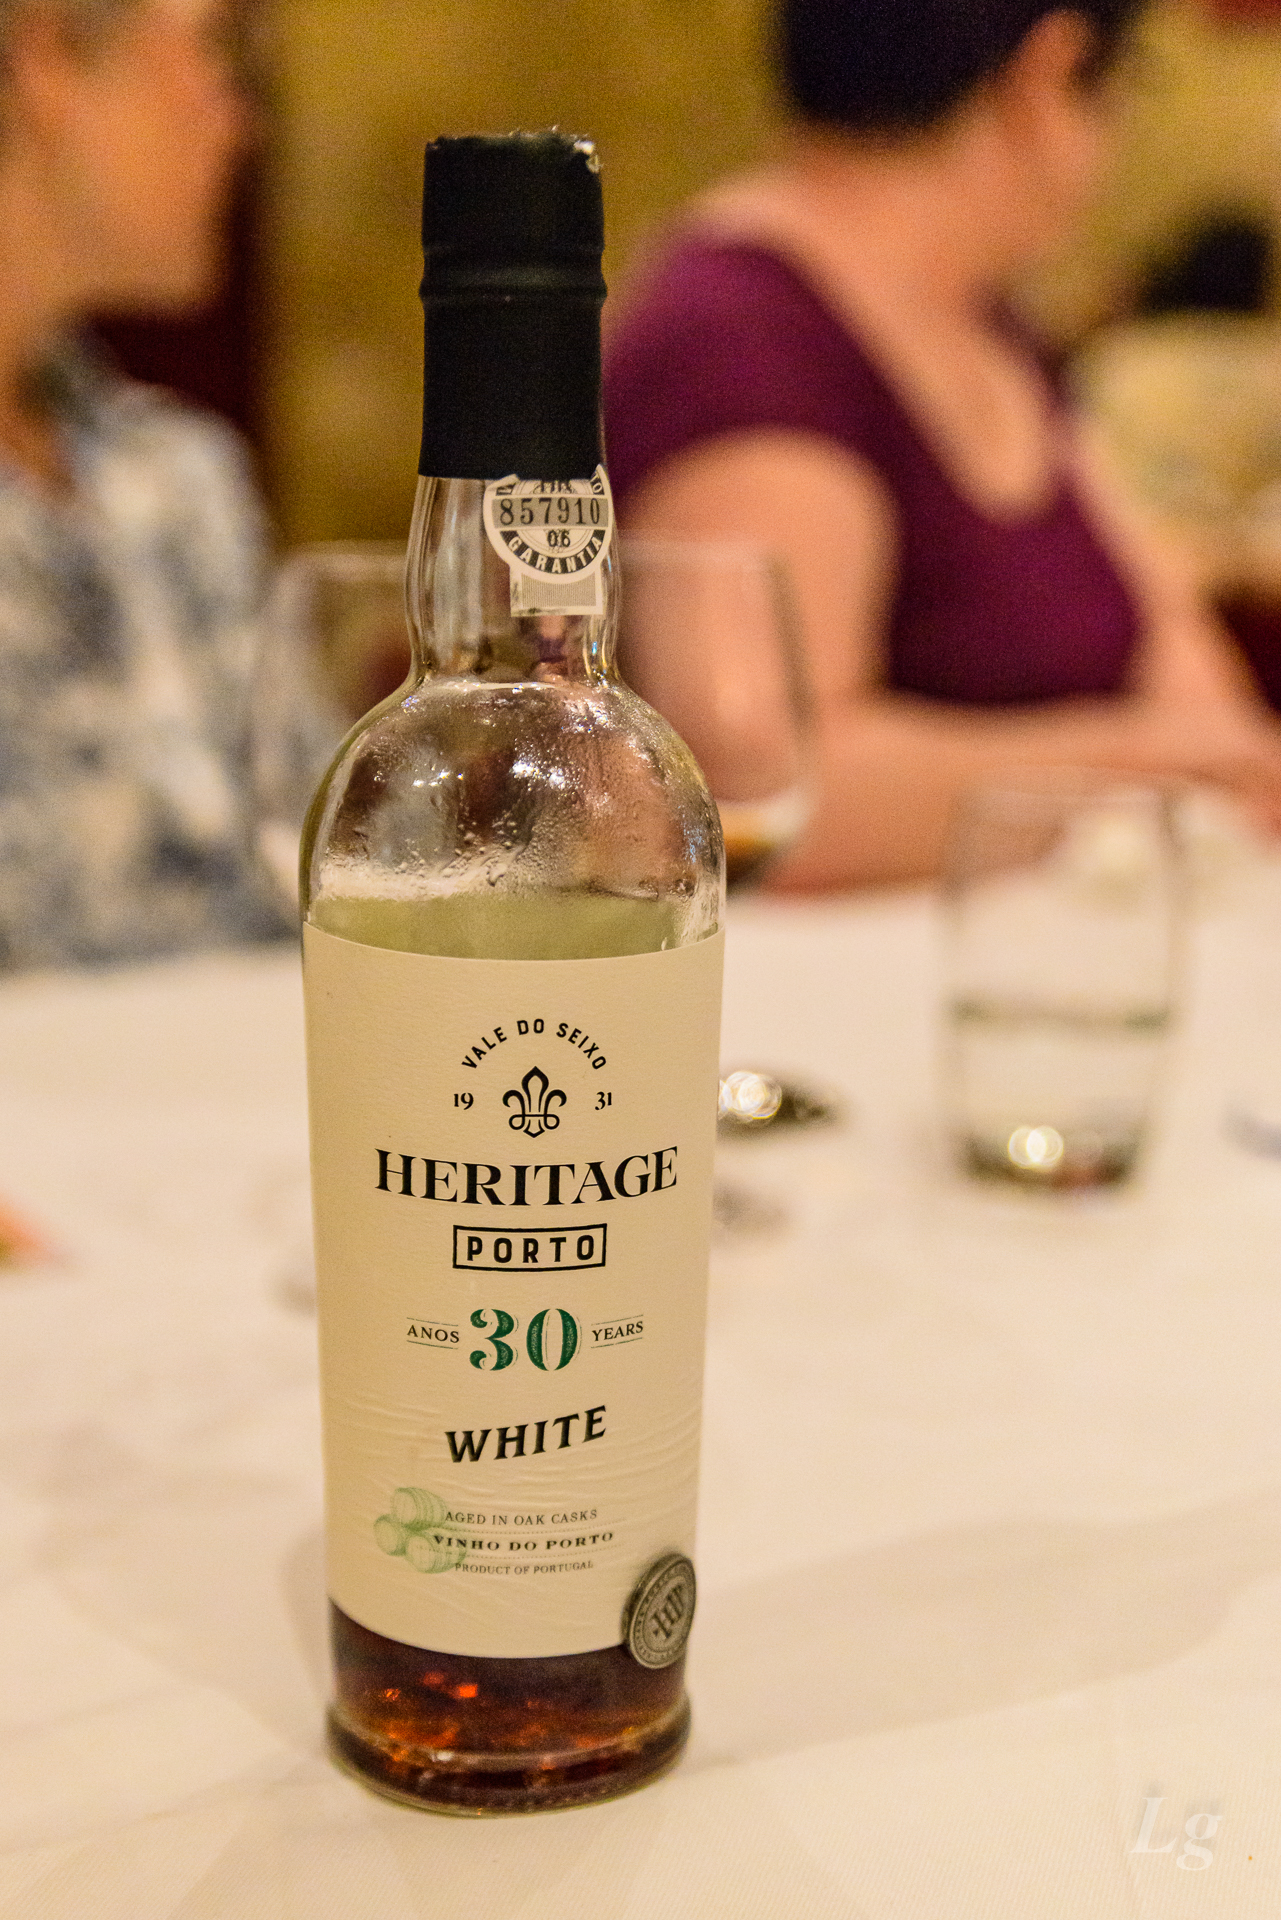 857910
06
GARANTIA
VALE DO SEIXO
19 31
HERITAGE
PORTO
ANOS 30 YEARS
WHITE
AGED IN OAK CASKS
VINHO DO PORTO
PRODUCT OF PORTUGAL
Lg